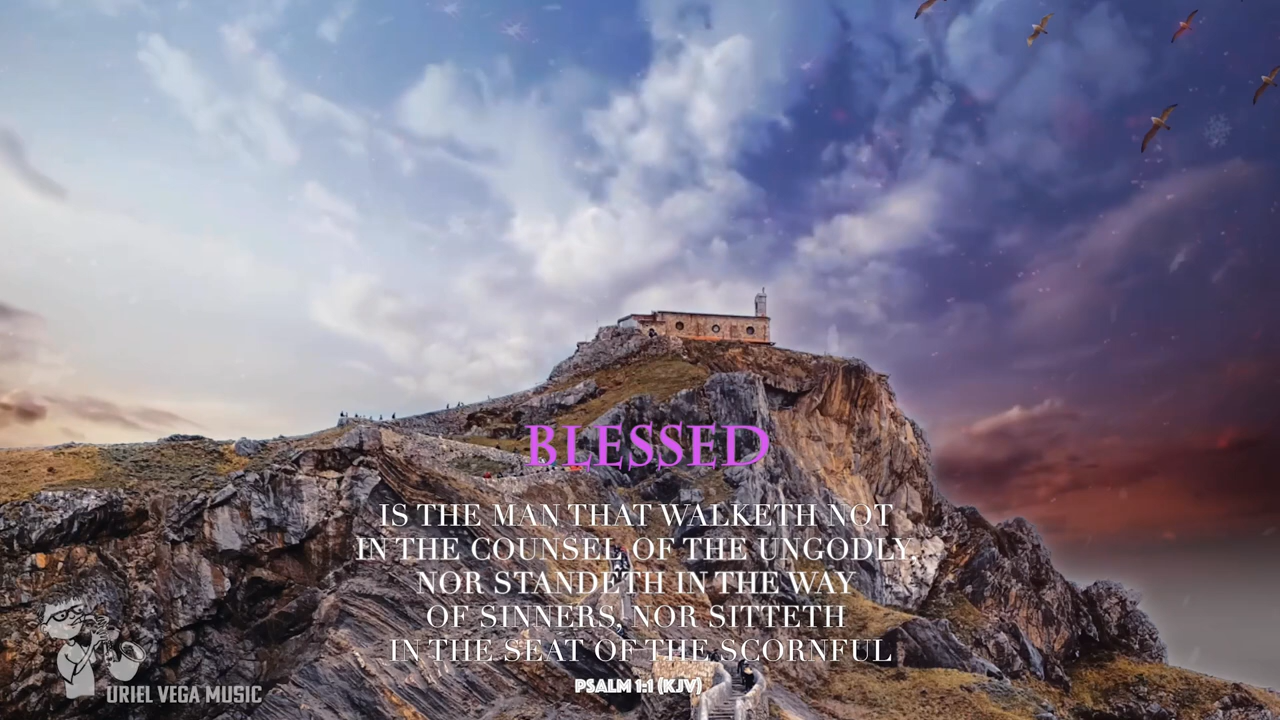 BLESSED
IS THE MAN THAT WALKETH NOT
IN THE COUNSEL OF THE UNGODLY,
NOR STANDETH IN THE WAY
OF SINNERS, NOR SITTETH
IN THE SEAT OF THE SCORNFUL
PSALM 1:1 (KJV)
URIEL VEGA MUSIC